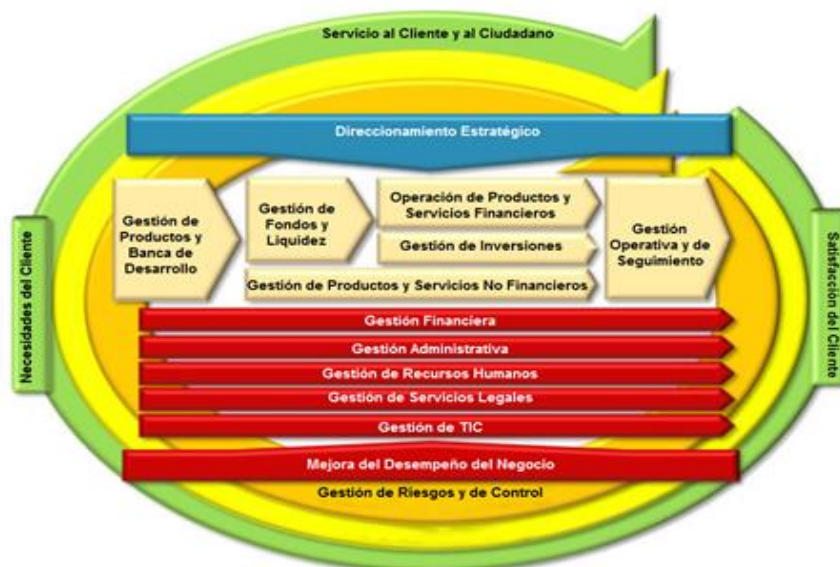 Servicio al Cliente y al Ciudadano
Direccionamiento Estratégico
Necesidades del Cliente
Gestión de
Productos y
Banca de
Desarrollo
Gestión de
Fondos y
Liquidez
Operación de Productos y
Servicios Financieros
Gestión de Inversiones
Gestión de Productos y Servicios No Financieros
Gestión
Operativa y de
Seguimiento
Satisfacción del Cliente
Gestión Financiera
Gestión Administrativa
Gestión de Recursos Humanos
Gestión de Servicios Legales
Gestión de TIC
Mejora del Desempeño del Negocio
Gestión de Riesgos y de Control